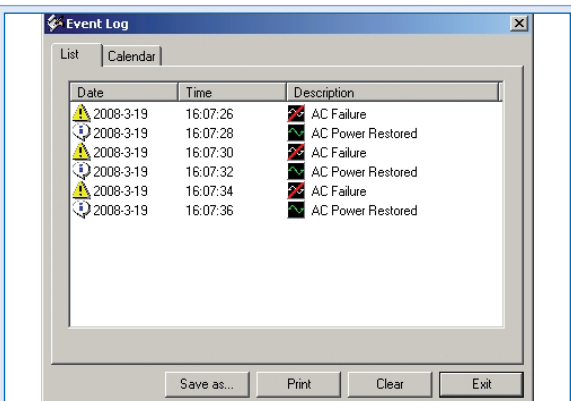 Event Log
List Calendar
Date Time Description
2008-3-19 16:07:26 AC Failure
2008-3-19 16:07:28 AC Power Restored
2008-3-19 16:07:30 AC Failure
2008-3-19 16:07:32 AC Power Restored
2008-3-19 16:07:34 AC Failure
2008-3-19 16:07:36 AC Power Restored
Save as... Print Clear Exit